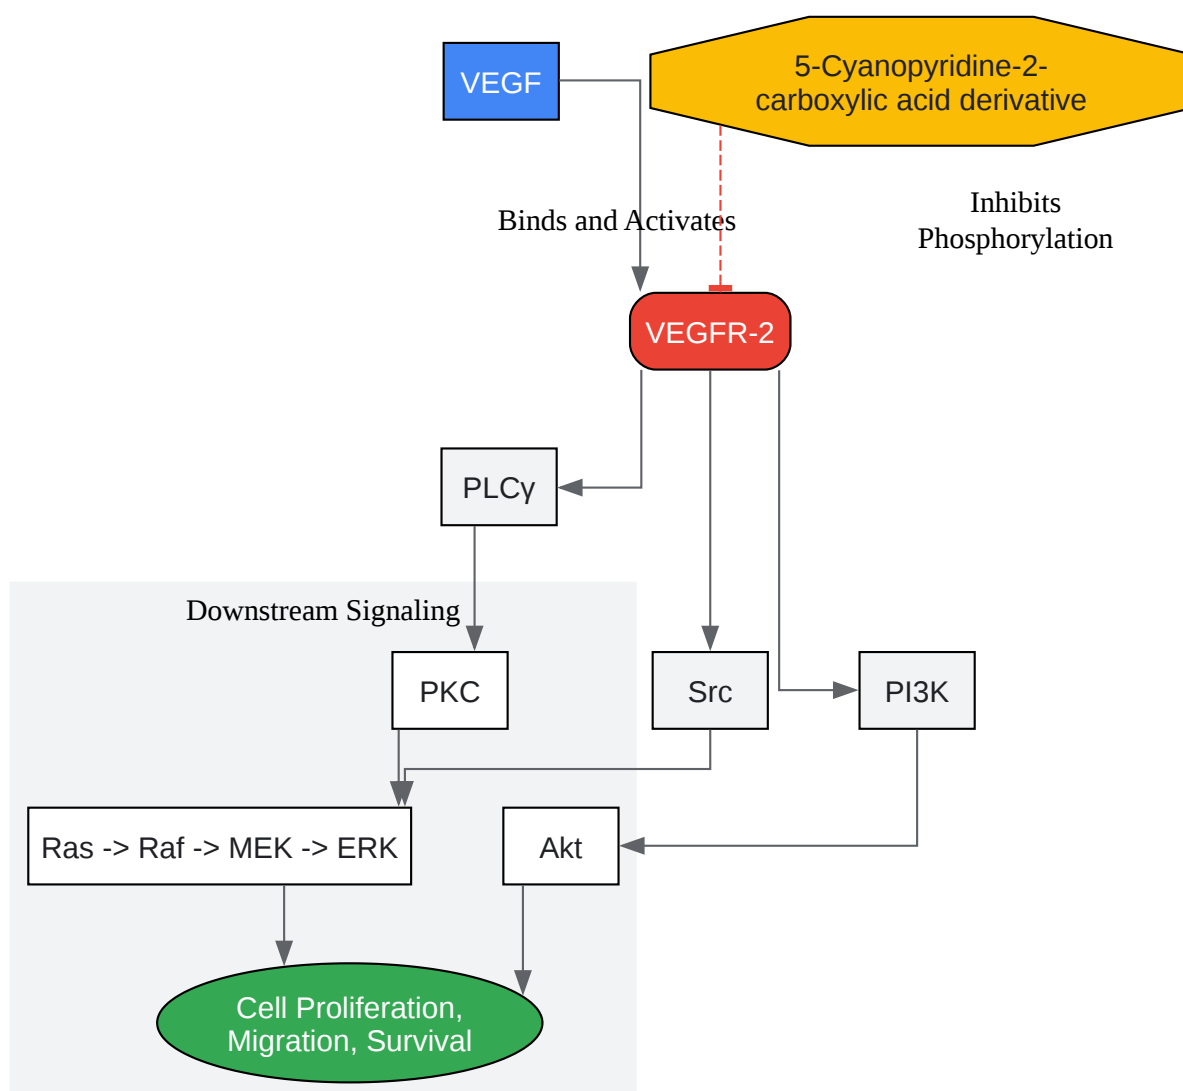 VEGF
5-Cyanopyridine-2-
carboxylic acid derivative
Binds and Activates
Inhibits
Phosphorylation
VEGFR-2
PLCγ
Downstream Signaling
PKC
Src
PI3K
Ras -> Raf -> MEK -> ERK
Akt
Cell Proliferation,
Migration, Survival